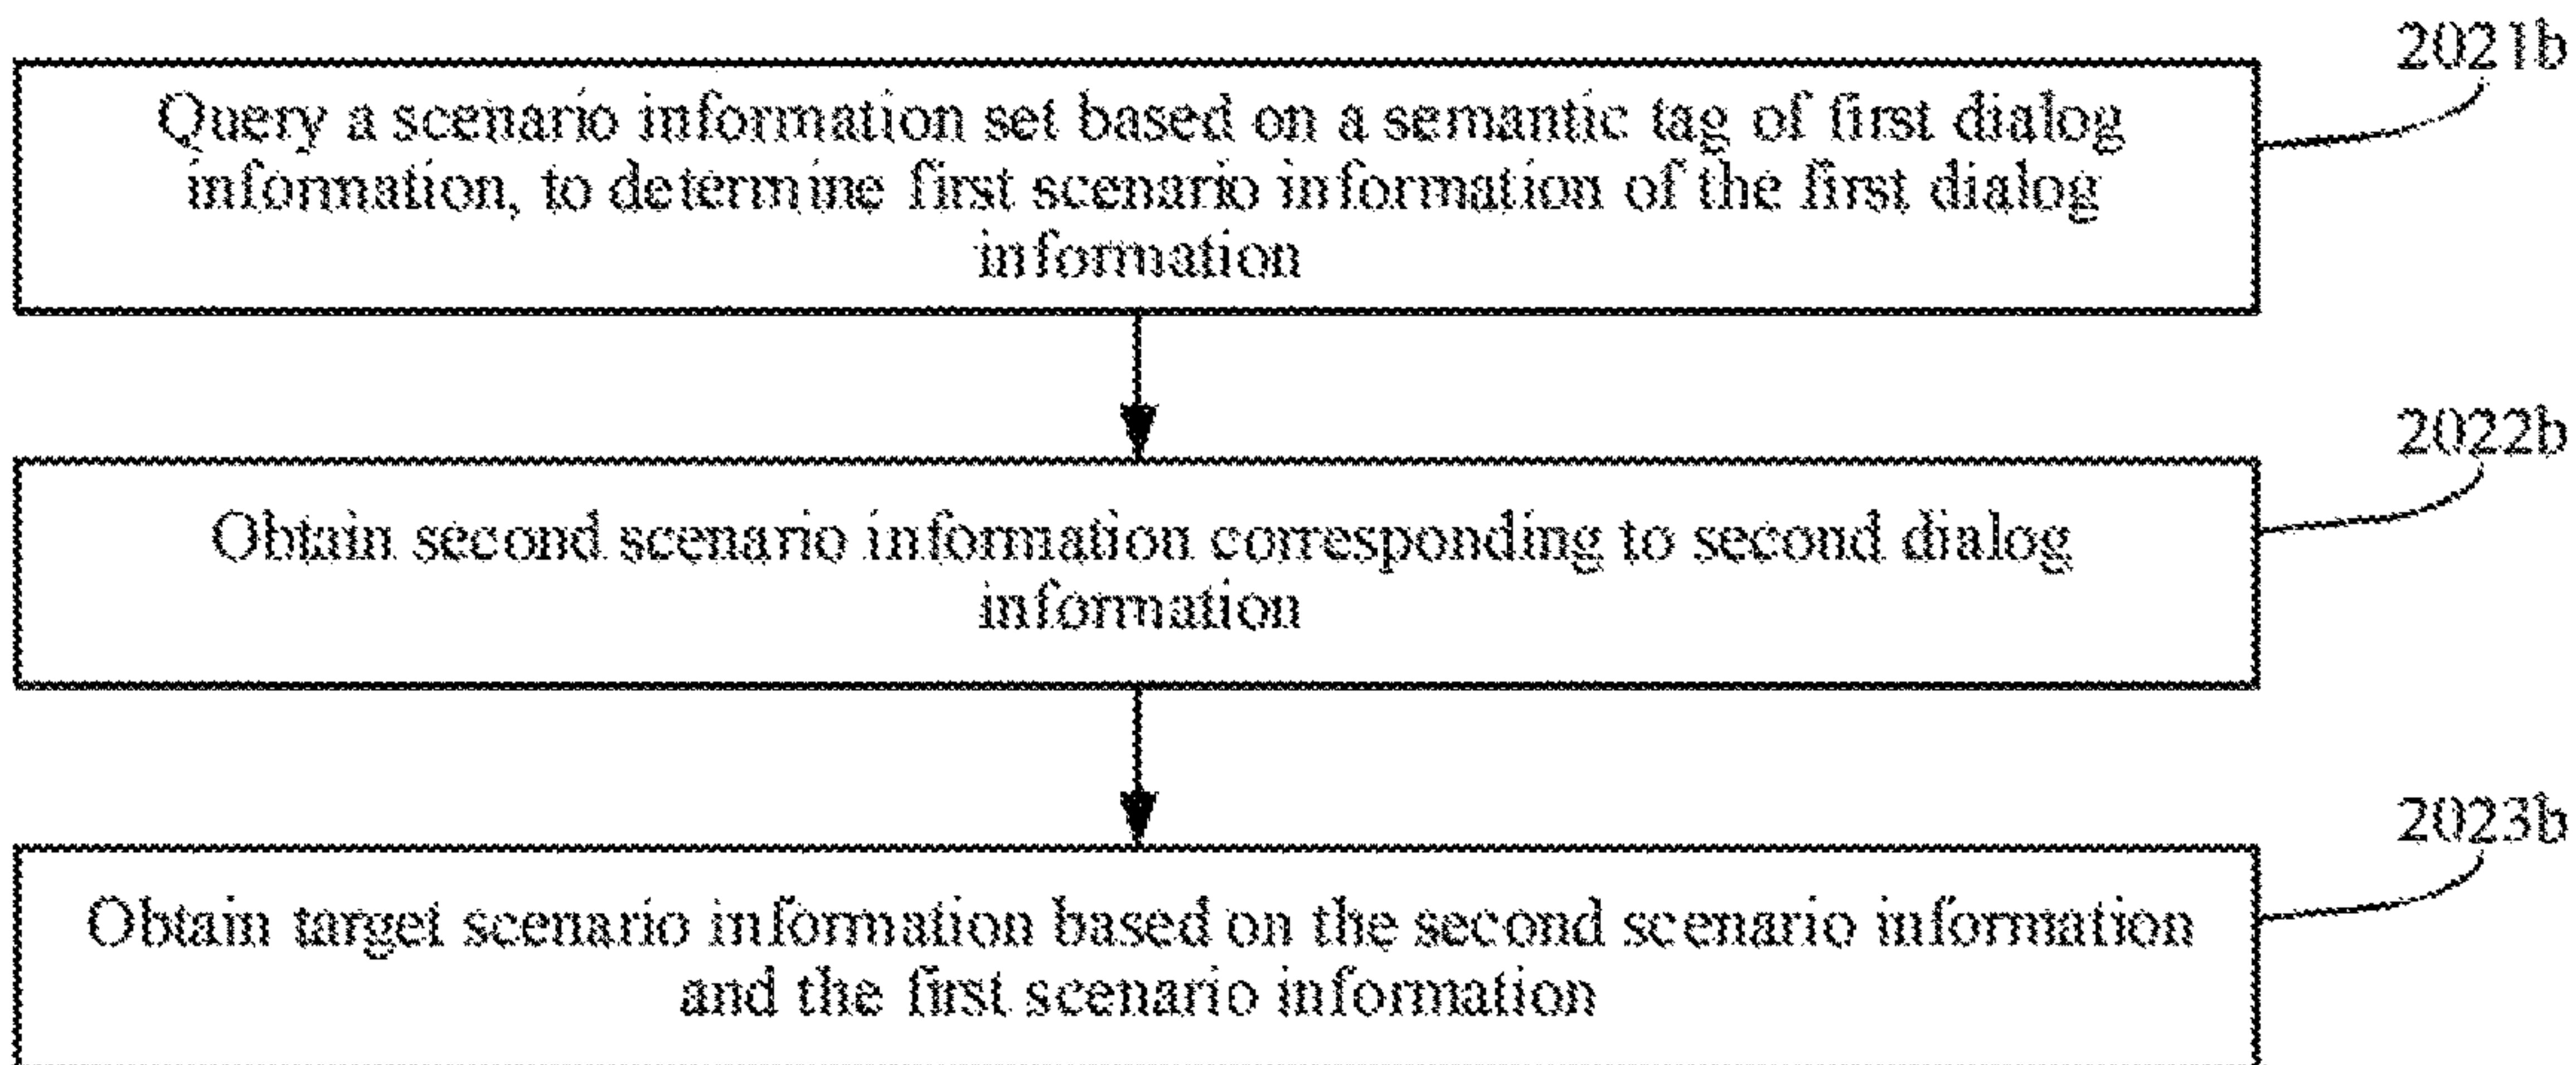 2021b
Query a scenario information set based on a semantic tag of first dialog
information, to determine first scenario information of the first dialog
information
2022b
Obtain second scenario information corresponding to second dialog
information
2023b
Obtain target scenario information based on the second scenario information
and the first scenario information